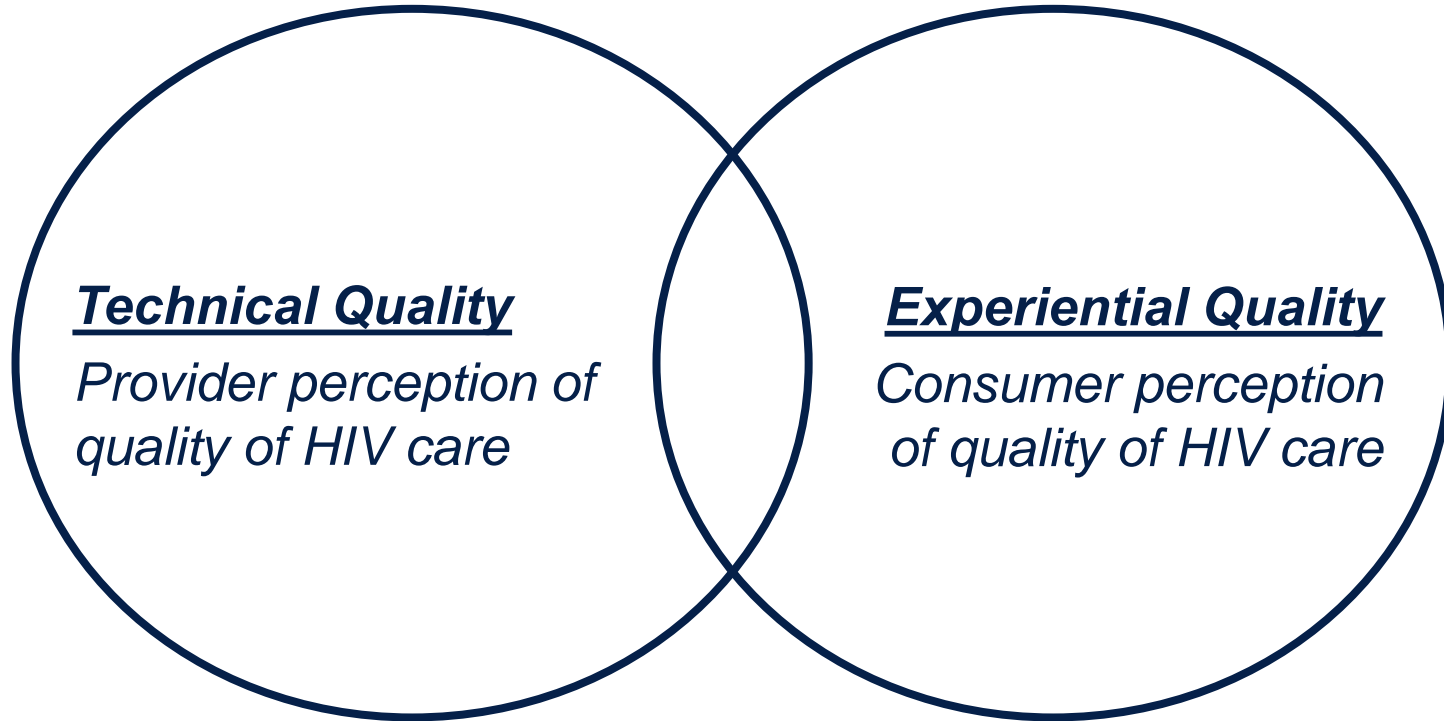 Technical Quality
Provider perception of
quality of HIV care
Experiential Quality
Consumer perception
of quality of HIV care